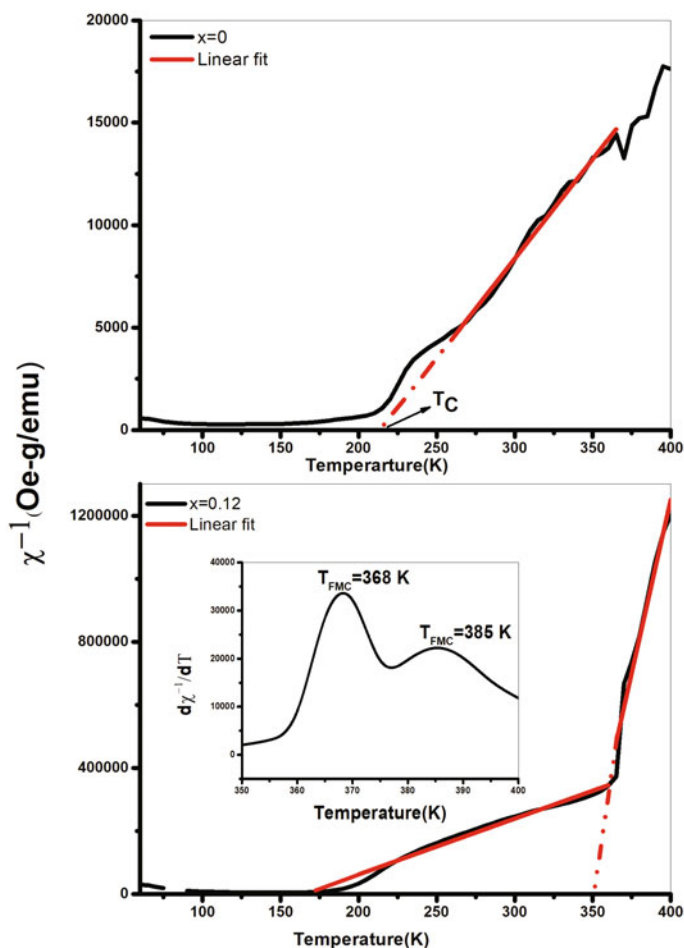 20000
x=0
Linear fit
15000
10000
5000
T_C
0
100 150 200 250 300 350 400
Temperarture(K)
χ⁻¹(Oe-g/emu)
x=0.12
Linear fit
1200000
800000
400000
0
T_FMC=368 K
T_FMC=385 K
40000
30000
20000
10000
0
dχ⁻¹/dT
350 360 370 380 390 400
Temperature(K)
100 150 200 250 300 350 400
Temperature(K)